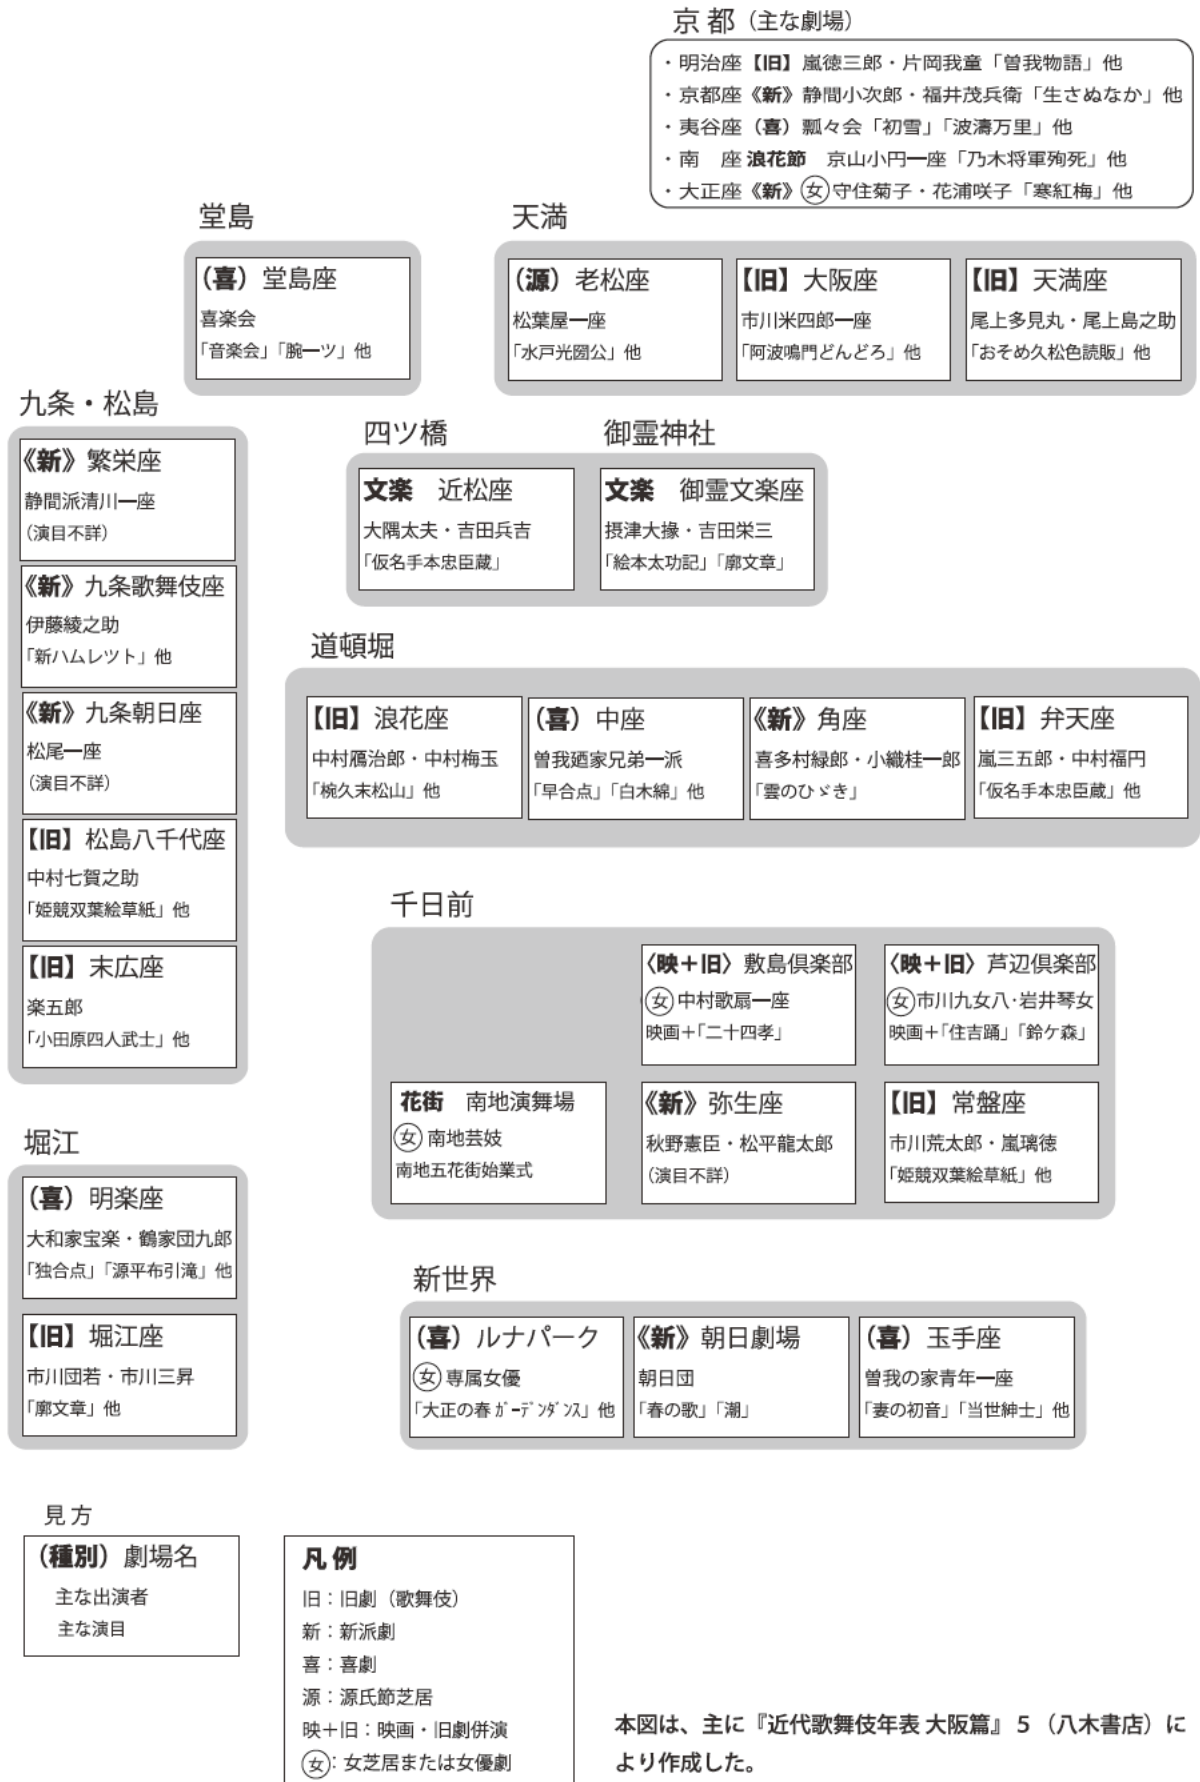 京 都（主な劇場）
・明治座【旧】嵐徳三郎・片岡我童「曽我物語」他
・京都座《新》静間小次郎・福井茂兵衛「生さぬなか」他
・夷谷座（喜）瓢々会「初雪」「波濤万里」他
・南　座 浪花節　京山小円一座「乃木将軍殉死」他
・大正座《新》㊛守住菊子・花浦咲子「寒紅梅」他
堂島
（喜）堂島座
喜楽会
「音楽会」「腕一ツ」他
天満
（源）老松座
松葉屋一座
「水戸光圀公」他
【旧】大阪座
市川米四郎一座
「阿波鳴門どんどろ」他
【旧】天満座
尾上多見丸・尾上島之助
「おそめ久松色読販」他
九条・松島
《新》繁栄座
静間派清川一座
（演目不詳）
《新》九条歌舞伎座
伊藤綾之助
「新ハムレツト」他
《新》九条朝日座
松尾一座
（演目不詳）
【旧】松島八千代座
中村七賀之助
「姫競双葉絵草紙」他
【旧】末広座
楽五郎
「小田原四人武士」他
四ツ橋
文楽　近松座
大隅太夫・吉田兵吉
「仮名手本忠臣蔵」
御霊神社
文楽　御霊文楽座
摂津大掾・吉田栄三
「絵本太功記」「廓文章」
道頓堀
【旧】浪花座
中村鴈治郎・中村梅玉
「椀久末松山」他
（喜）中座
曽我廼家兄弟一派
「早合点」「白木綿」他
《新》角座
喜多村緑郎・小織桂一郎
「雲のひゞき」
【旧】弁天座
嵐三五郎・中村福円
「仮名手本忠臣蔵」他
千日前
〈映＋旧〉敷島倶楽部
㊛中村歌扇一座
映画＋「二十四孝」
〈映＋旧〉芦辺倶楽部
㊛市川九女八・岩井琴女
映画＋「住吉踊」「鈴ケ森」
花街　南地演舞場
㊛南地芸妓
南地五花街始業式
《新》弥生座
秋野憲臣・松平龍太郎
（演目不詳）
【旧】常盤座
市川荒太郎・嵐璃徳
「姫競双葉絵草紙」他
堀江
（喜）明楽座
大和家宝楽・鶴家団九郎
「独合点」「源平布引滝」他
【旧】堀江座
市川団若・市川三昇
「廓文章」他
新世界
（喜）ルナパーク
㊛専属女優
「大正の春 ｶﾞｰﾃﾞﾝﾀﾞﾝｽ」他
《新》朝日劇場
朝日団
「春の歌」「潮」
（喜）玉手座
曽我の家青年一座
「妻の初音」「当世紳士」他
見 方
（種別）劇場名
主な出演者
主な演目
凡 例
旧：旧劇（歌舞伎）
新：新派劇
喜：喜劇
源：源氏節芝居
映＋旧：映画・旧劇併演
㊛：女芝居または女優劇
本図は、主に『近代歌舞伎年表 大阪篇』５（八木書店）に
より作成した。